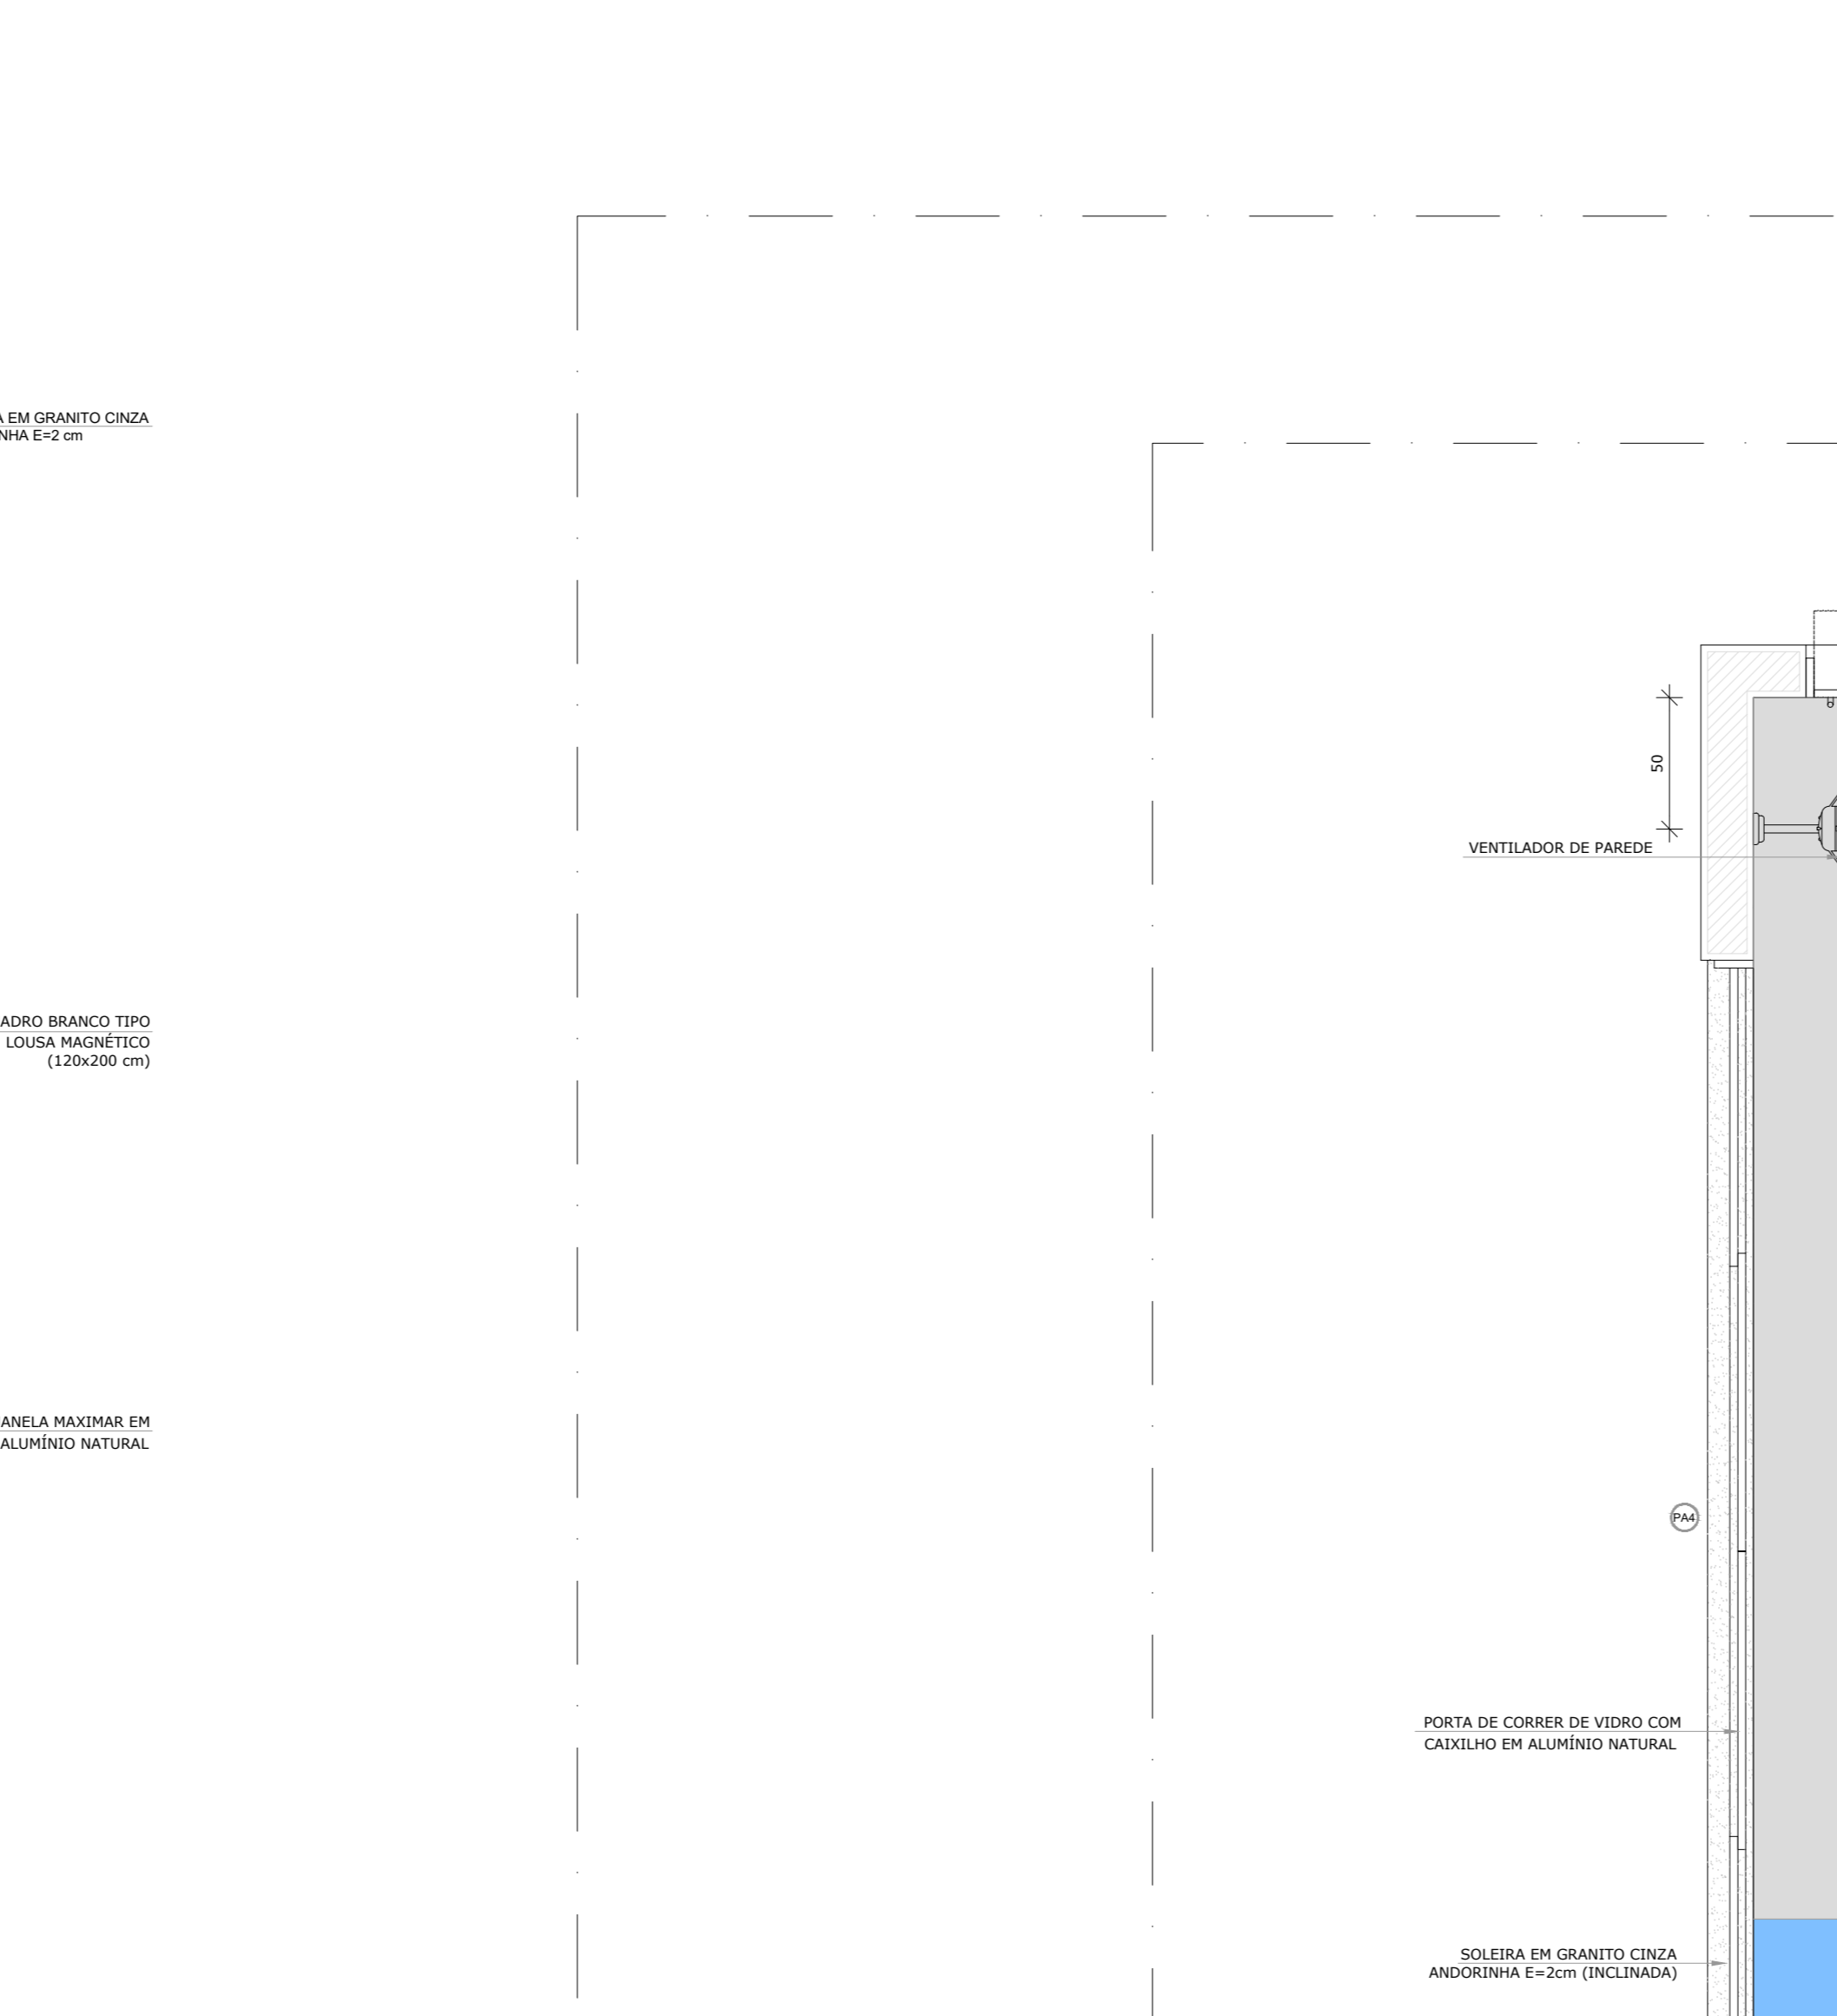 A EM GRANITO CINZA
NHA E=2 cm
50
VENTILADOR DE PAREDE
ADRO BRANCO TIPO
LOUSA MAGNÉTICO
(120x200 cm)
ANELA MAXIMAR EM
ALUMÍNIO NATURAL
PA4
PORTA DE CORRER DE VIDRO COM
CAIXILHO EM ALUMÍNIO NATURAL
SOLEIRA EM GRANITO CINZA
ANDORINHA E=2cm (INCLINADA)